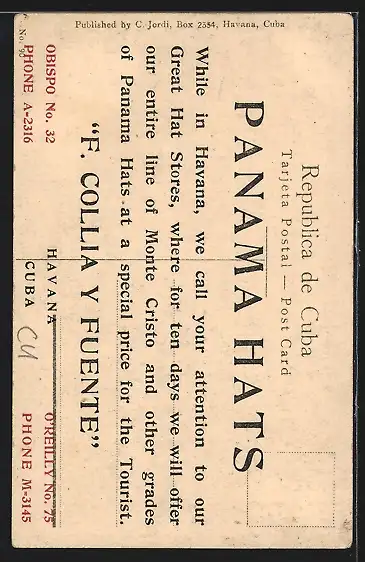 Published by C. Jordi, Box 2384, Havana, Cuba
No. 90
Republica de Cuba
Tarjeta Postal — Post Card
PANAMA HATS
While in Havana, we call your attention to our
Great Hat Stores, where for ten days we will offer
our entire line of Monte Cristo and other grades
of Panama Hats at a special price for the Tourist.
"F. COLLIA Y FUENTE"
OBISPO No. 32 HAVANA O'REILLY No. 75
PHONE A-2316 CUBA PHONE M-3145
CU